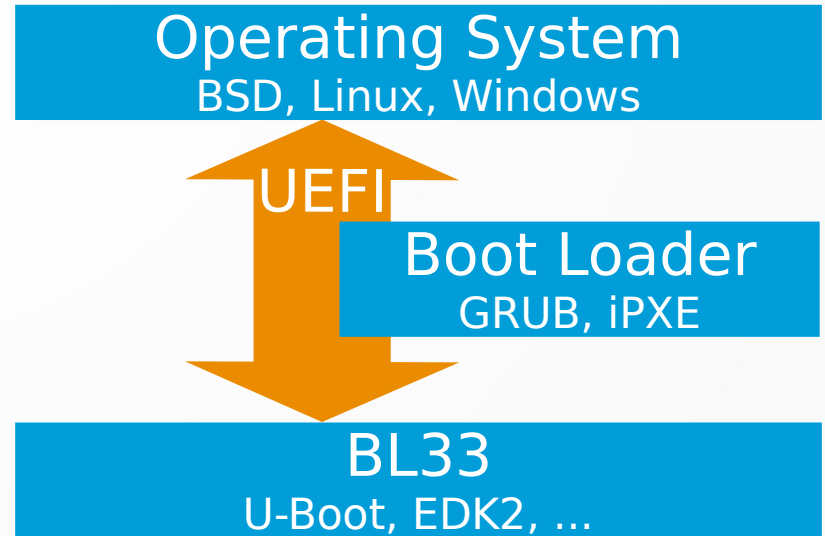 Operating System
BSD, Linux, Windows
UEFI
Boot Loader
GRUB, iPXE
BL33
U-Boot, EDK2, ...